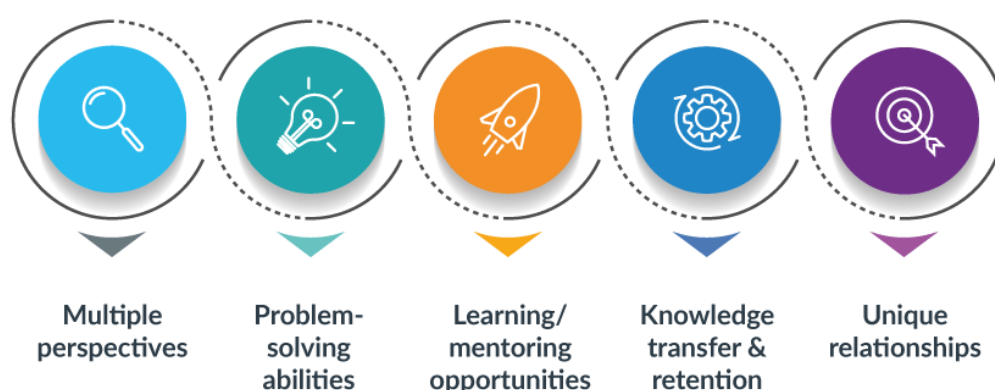 Multiple
perspectives
Problem-
solving
abilities
Learning/
mentoring
opportunities
Knowledge
transfer &
retention
Unique
relationships